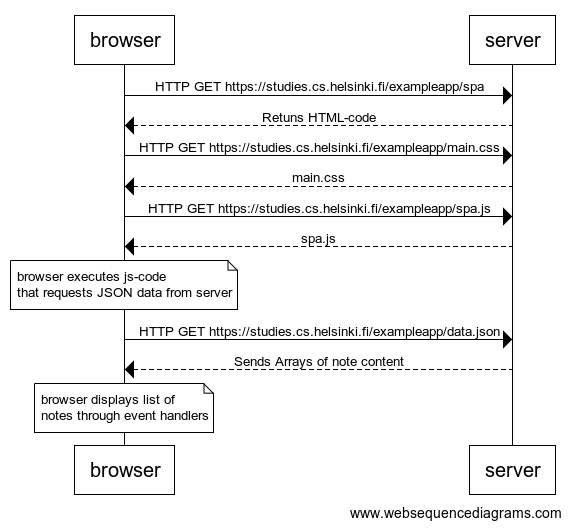 browser
server
HTTP GET https://studies.cs.helsinki.fi/exampleapp/spa
Retuns HTML-code
HTTP GET https://studies.cs.helsinki.fi/exampleapp/main.css
main.css
HTTP GET https://studies.cs.helsinki.fi/exampleapp/spa.js
spa.js
browser executes js-code
that requests JSON data from server
HTTP GET https://studies.cs.helsinki.fi/exampleapp/data.json
Sends Arrays of note content
browser displays list of
notes through event handlers
browser
server
www.websequencediagrams.com